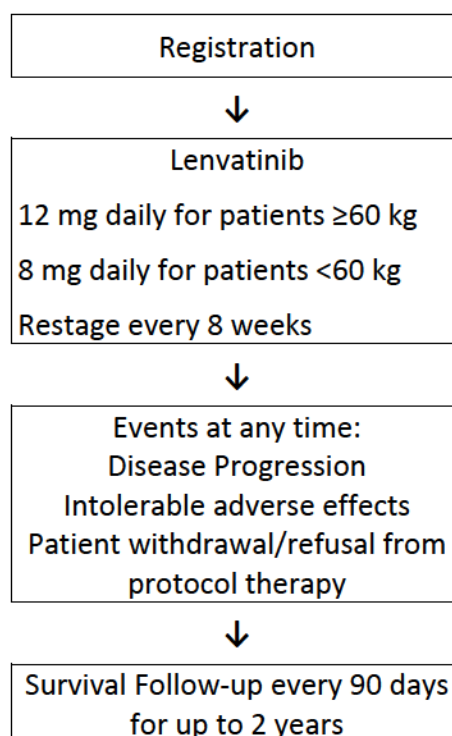 Registration
↓
Lenvatinib
12 mg daily for patients ≥60 kg
8 mg daily for patients <60 kg
Restage every 8 weeks
↓
Events at any time:
Disease Progression
Intolerable adverse effects
Patient withdrawal/refusal from
protocol therapy
↓
Survival Follow-up every 90 days
for up to 2 years